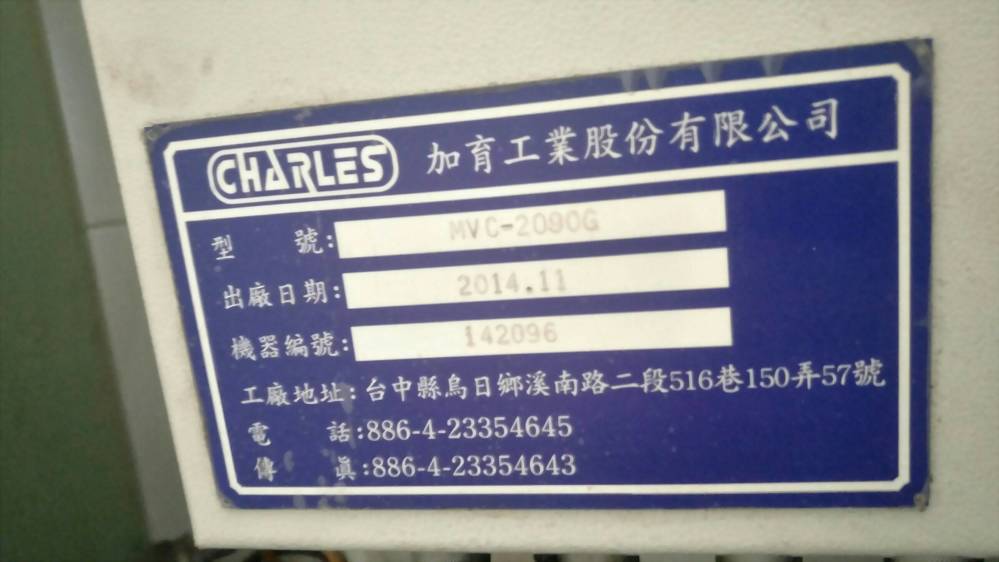 CHARLES 加育工業股份有限公司
型 號: MVC-2090G
出廠日期: 2014.11
機器編號: 142096
工廠地址: 台中縣烏日鄉溪南路二段516巷150弄57號
電 話:886-4-23354645
傳 眞:886-4-23354643